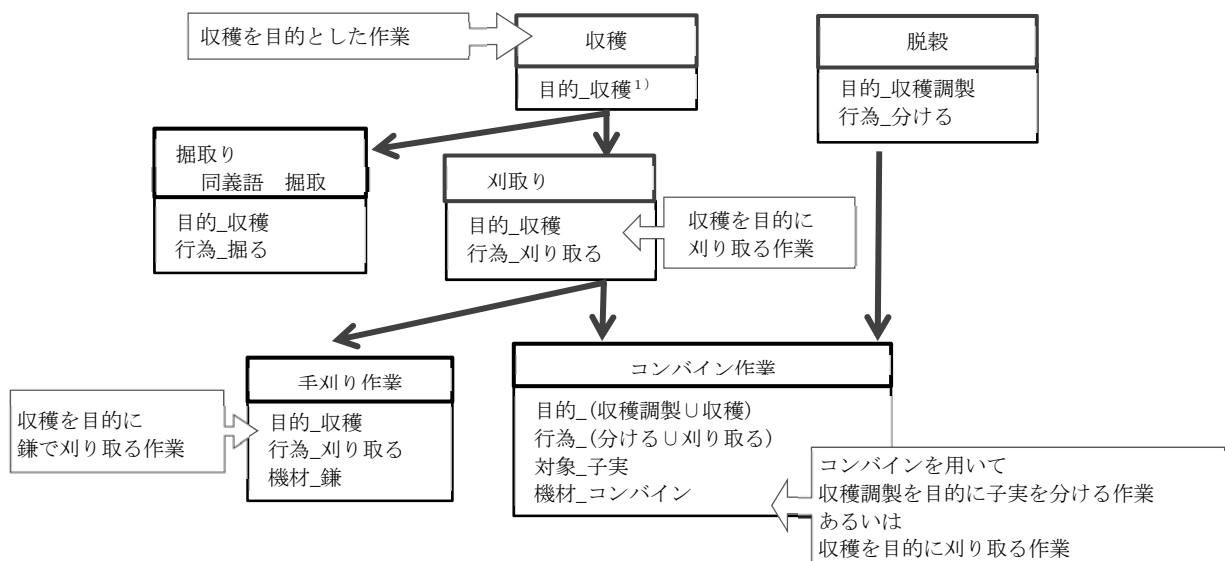 収穫を目的とした作業
収穫
目的_収穫¹⁾
脱穀
目的_収穫調製
行為_分ける
掘取り
同義語　掘取
目的_収穫
行為_掘る
刈取り
目的_収穫
行為_刈り取る
収穫を目的に
刈り取る作業
手刈り作業
目的_収穫
行為_刈り取る
機材_鎌
収穫を目的に
鎌で刈り取る作業
コンバイン作業
目的_(収穫調製∪収穫)
行為_(分ける∪刈り取る)
対象_子実
機材_コンバイン
コンバインを用いて
収穫調製を目的に子実を分ける作業
あるいは
収穫を目的に刈り取る作業